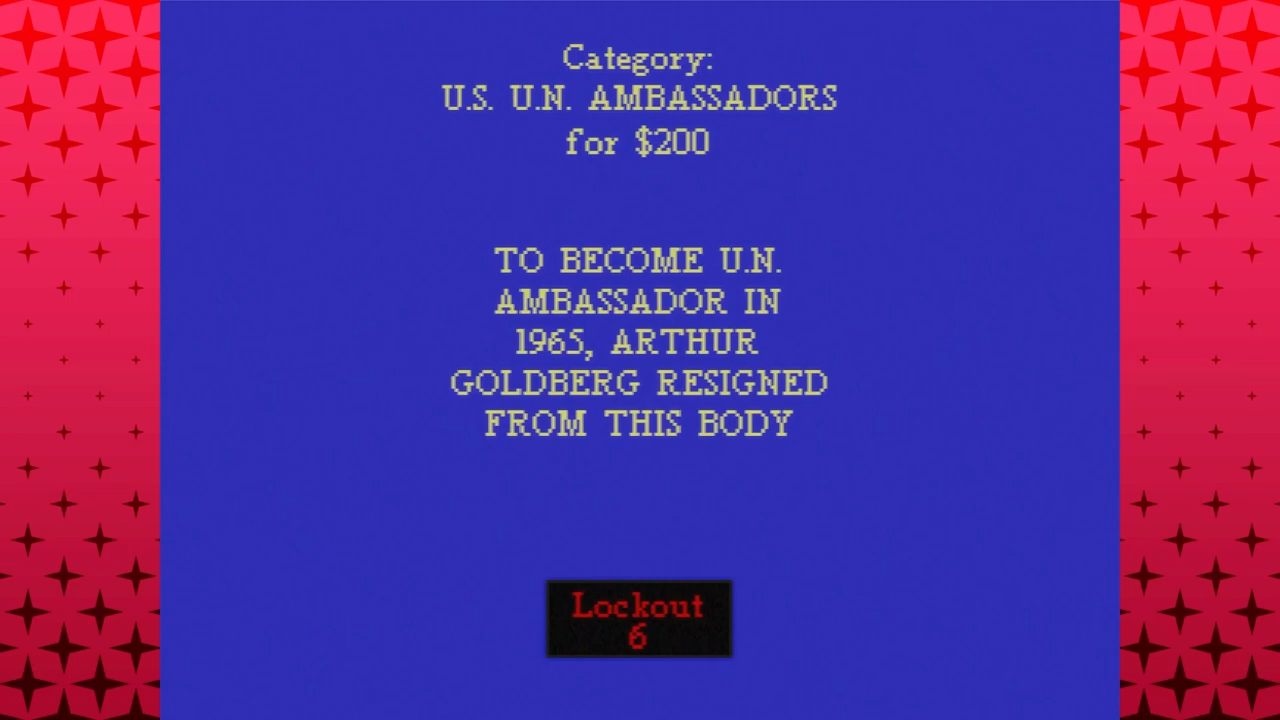 Category:
U.S. U.N. AMBASSADORS
for $200
TO BECOME U.N.
AMBASSADOR IN
1965, ARTHUR
GOLDBERG RESIGNED
FROM THIS BODY
Lockout
6